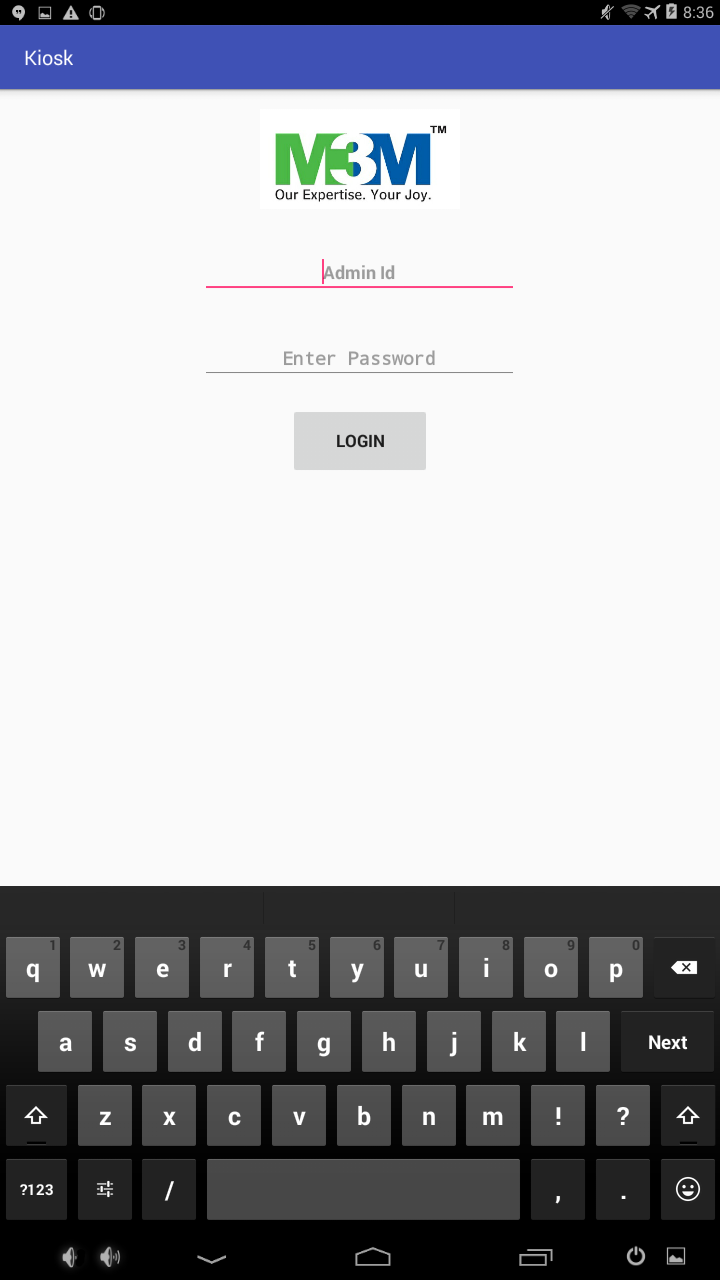 8:36
Kiosk
M3M™
Our Expertise. Your Joy.
Admin Id
Enter Password
LOGIN
1 2 3 4 5 6 7 8 9 0
q w e r t y u i o p
a s d f g h j k l Next
z x c v b n m ! ?
?123 / , .